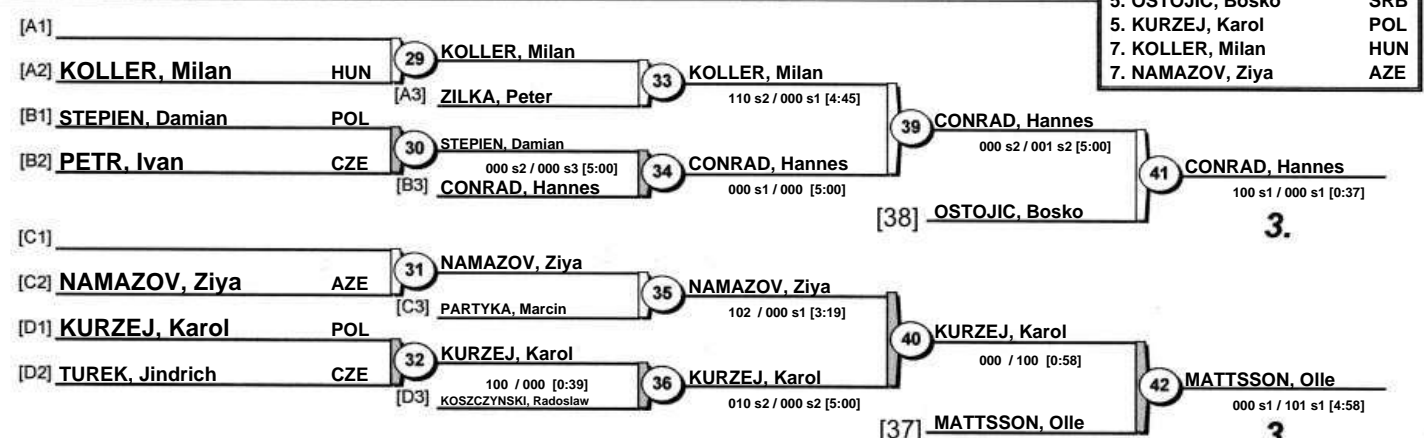 5. OSTOJIC, Bosko SRB
5. KURZEJ, Karol POL
7. KOLLER, Milan HUN
7. NAMAZOV, Ziya AZE
[A1]
[A2] KOLLER, Milan HUN
29
KOLLER, Milan
[A3] ZILKA, Peter
33
KOLLER, Milan
110 s2 / 000 s1 [4:45]
[B1] STEPIEN, Damian POL
[B2] PETR, Ivan CZE
30
STEPIEN, Damian
000 s2 / 000 s3 [5:00]
[B3] CONRAD, Hannes
34
CONRAD, Hannes
000 s1 / 000 [5:00]
39
CONRAD, Hannes
000 s2 / 001 s2 [5:00]
[38] OSTOJIC, Bosko
41
CONRAD, Hannes
100 s1 / 000 s1 [0:37]
3.
[C1]
[C2] NAMAZOV, Ziya AZE
31
NAMAZOV, Ziya
[C3] PARTYKA, Marcin
35
NAMAZOV, Ziya
102 / 000 s1 [3:19]
[D1] KURZEJ, Karol POL
[D2] TUREK, Jindrich CZE
32
KURZEJ, Karol
100 / 000 [0:39]
[D3] KOSZCZYNSKI, Radoslaw
36
KURZEJ, Karol
010 s2 / 000 s2 [5:00]
40
KURZEJ, Karol
000 / 100 [0:58]
[37] MATTSSON, Olle
42
MATTSSON, Olle
000 s1 / 101 s1 [4:58]
3